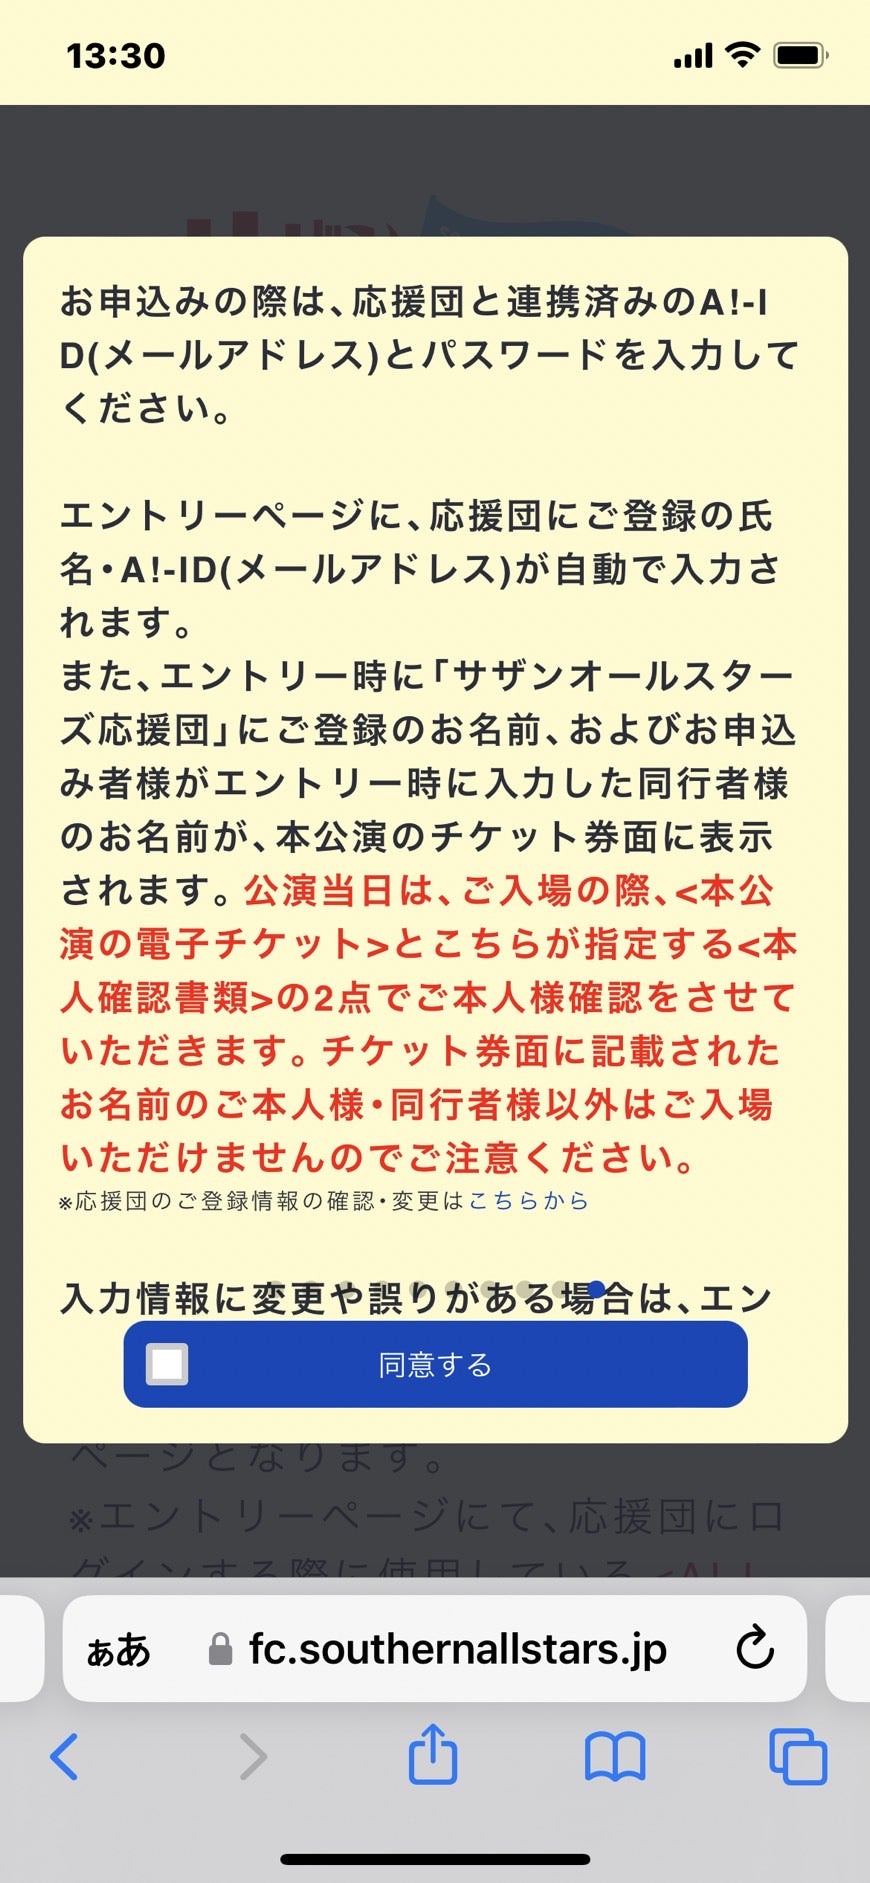 13:30
お申込みの際は、応援団と連携済みのA!-I
D(メールアドレス)とパスワードを入力して
ください。
エントリーページに、応援団にご登録の氏
名・A!-ID(メールアドレス)が自動で入力さ
れます。
また、エントリー時に「サザンオールスター
ズ応援団」にご登録のお名前、およびお申込
み者様がエントリー時に入力した同行者様
のお名前が、本公演のチケット券面に表示
されます。公演当日は、ご入場の際、<本公
演の電子チケット>とこちらが指定する<本
人確認書類>の2点でご本人様確認をさせて
いただきます。チケット券面に記載された
お名前のご本人様・同行者様以外はご入場
いただけませんのでご注意ください。
※応援団のご登録情報の確認・変更はこちらから
入力情報に変更や誤りがある場合は、エン
同意する
ページとなります。
※エントリーページにて、応援団にロ
グインする際に使用している<ALL
ぁあ fc.southernallstars.jp